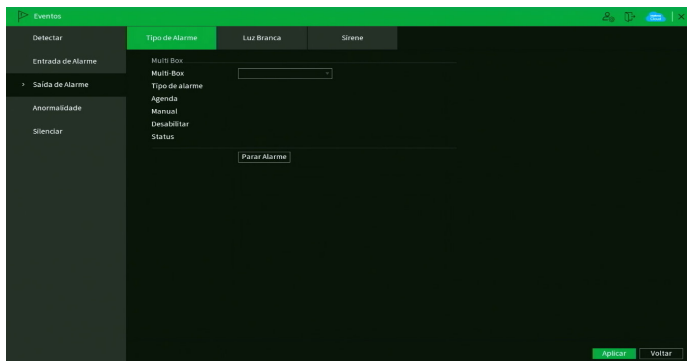 Eventos
Detectar
Entrada de Alarme
> Saída de Alarme
Anormalidade
Silenciar
Tipo de Alarme
Luz Branca
Sirene
Multi Box
Multi-Box
Tipo de alarme
Agenda
Manual
Desabilitar
Status
Parar Alarme
Aplicar
Voltar